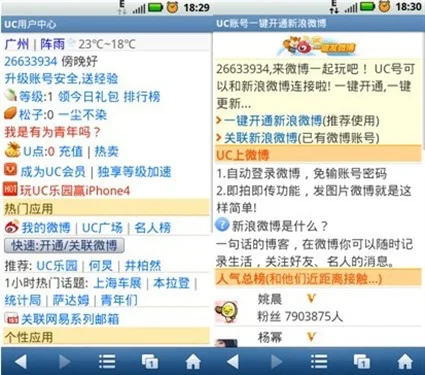 E 18:29
UC用户中心
广州 | 阵雨 23℃~18℃
26633934 傍晚好
升级账号安全,送经验
等级:1 领今日礼包 排行榜
松子:0 一尘不染
我是有为青年吗？
U点:0 充值 | 热卖
成为UC会员 | 独享等级加速
HOT 玩UC乐园赢iPhone4
热门应用
我的微博 | UC广场 | 名人榜
快速:开通/关联微博
推荐: UC乐园 | 何炅 | 井柏然
1小时热门话题: 上海车展 | 本拉登 | 统计局 | 萨达姆 | 青年们
关联网易系列邮箱
个性应用
E 18:30
UC账号一键开通新浪微博
一键发微博
26633934,来微博一起玩吧！ UC号可
以和新浪微博连接啦! 一键开通,一键
更新...
›一键开通新浪微博(推荐使用)
›关联新浪微博(已有微博账号)
UC上微博
1.自动登录微博，免输账号密码
2.即拍即传功能，发图片微博就是这
样简单!
新浪微博是什么？
一句话的博客，在微博你可以随时记
录生活，关注好友、名人的消息。
人气总榜(和他们近距离接触...)
姚晨 V
粉丝 7903875人
杨幂 V